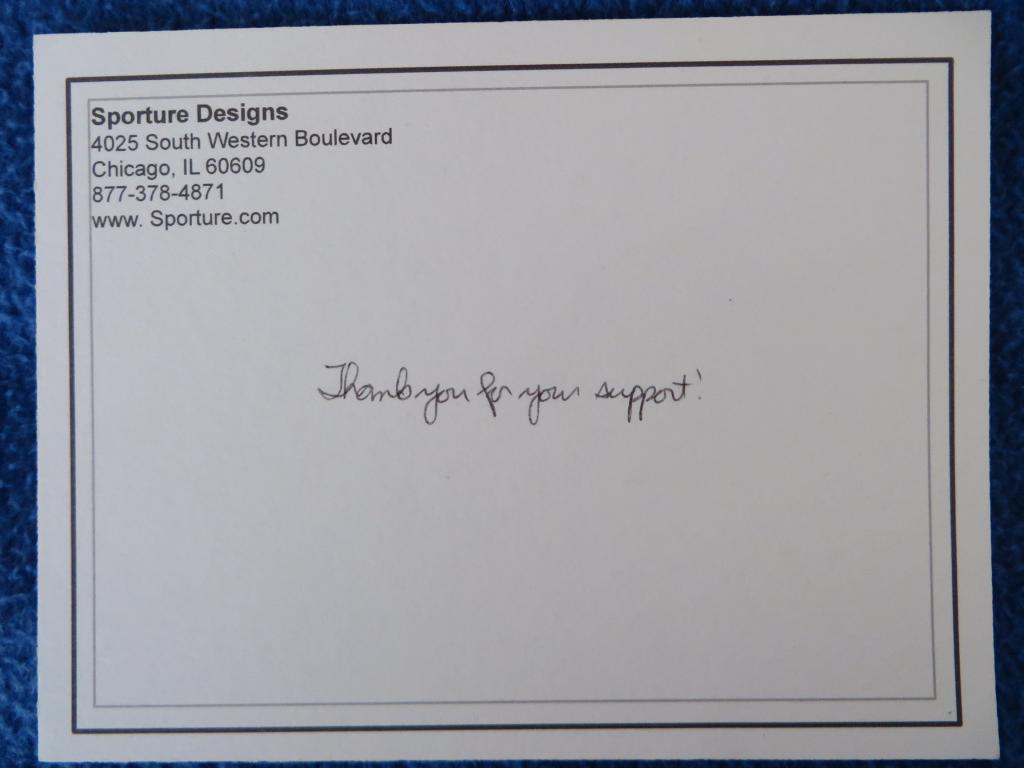 Sporture Designs
4025 South Western Boulevard
Chicago, IL 60609
877-378-4871
www. Sporture.com
Thank you for your support!